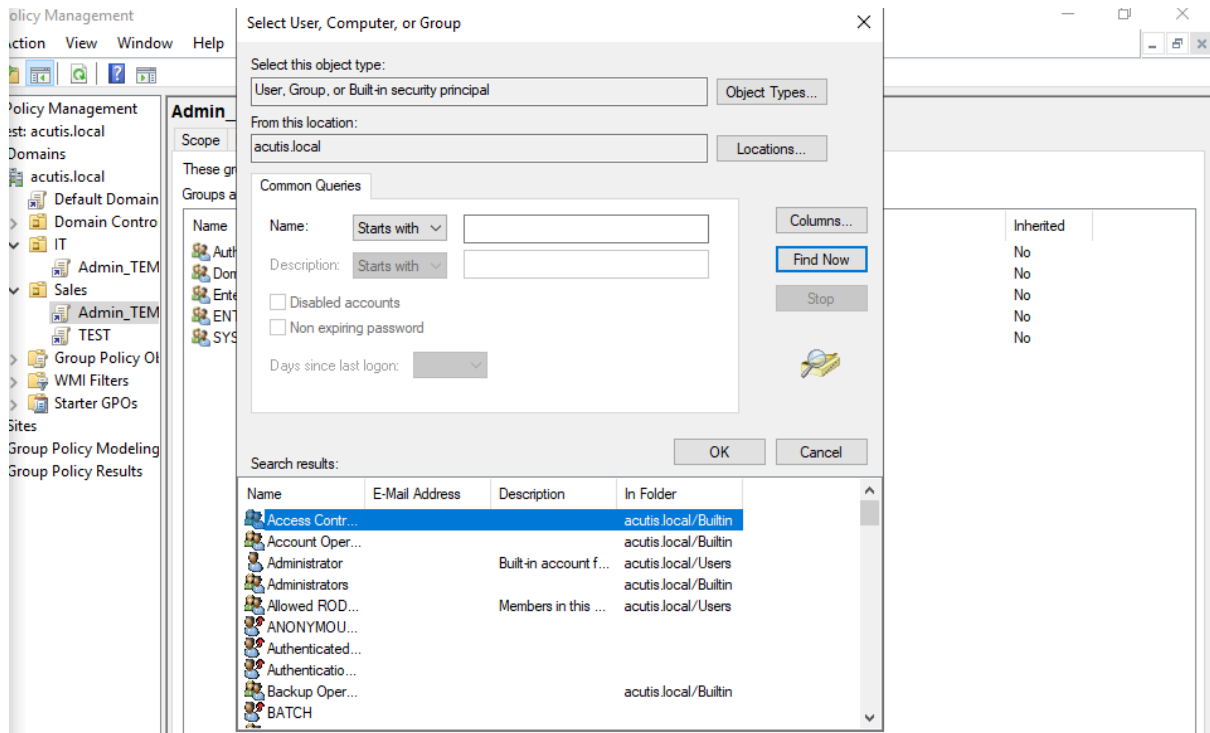 olicy Management
Select User, Computer, or Group
ction View Window Help
Select this object type:
User, Group, or Built-in security principal
Object Types...
From this location:
acutis.local
Locations...
Policy Management
est: acutis.local
Domains
acutis.local
Default Domain
Domain Contro
IT
Admin_TEM
Sales
Admin_TEM
TEST
Group Policy Ob
WMI Filters
Starter GPOs
Sites
Group Policy Modeling
Group Policy Results
Admin_
Scope
These gr
Groups a
Name
Auth
Dom
Ente
ENT
SYS
Common Queries
Name: Starts with
Description: Starts with
Disabled accounts
Non expiring password
Days since last logon:
Columns...
Find Now
Stop
OK Cancel
Inherited
No
No
No
No
No
Search results:
Name E-Mail Address Description In Folder
Access Contr... acutis.local/Builtin
Account Oper... acutis.local/Builtin
Administrator Built-in account f... acutis.local/Users
Administrators acutis.local/Builtin
Allowed ROD... Members in this ... acutis.local/Users
ANONYMOU...
Authenticated...
Authenticatio...
Backup Oper... acutis.local/Builtin
BATCH